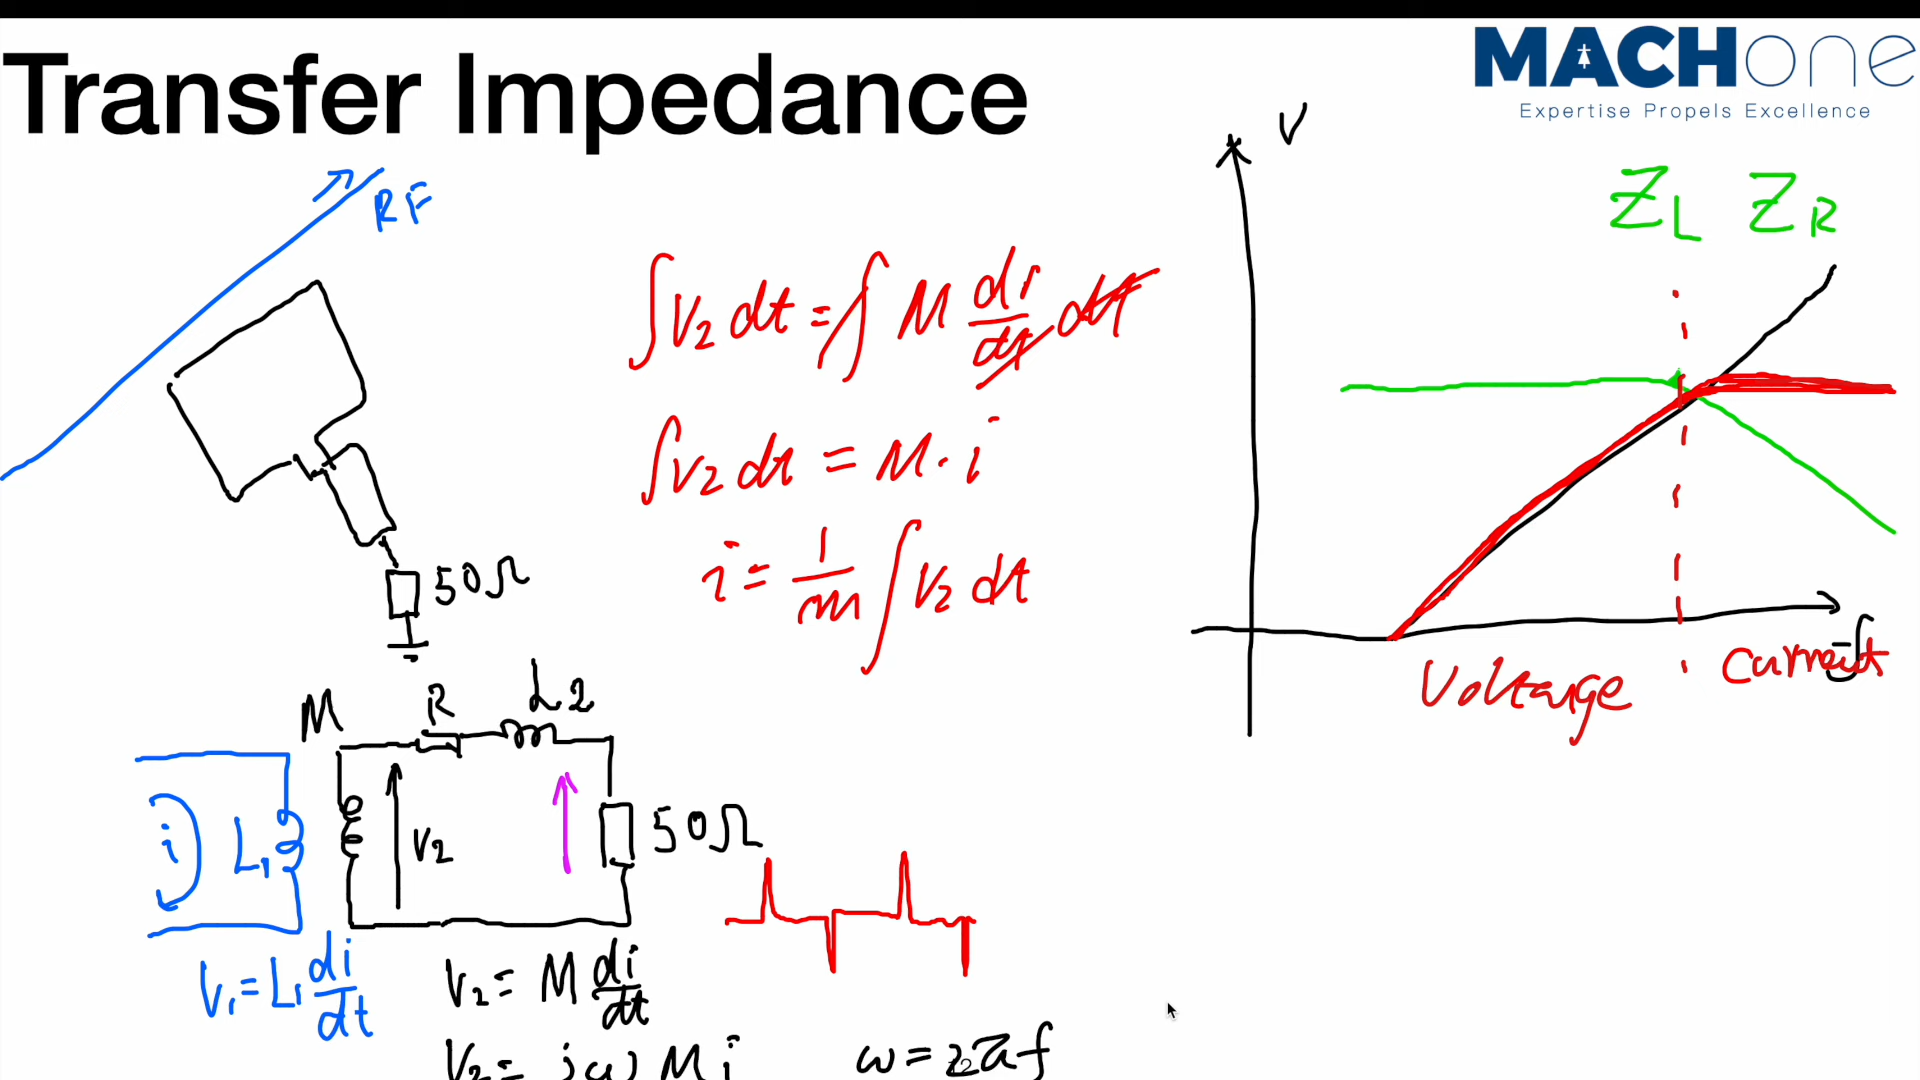 Transfer Impedance
MACHone
Expertise Propels Excellence
RF
50Ω
∫V2 dt = ∫ M di/dt dt
∫V2 dt = M · i
i = 1/m ∫ V2 dt
V
ZL ZR
f
Voltage
Current
M R L2
i L1
V2
50Ω
V1 = L1 di/dt
V2 = M di/dt
V2 = jω M i
ω = 2πf